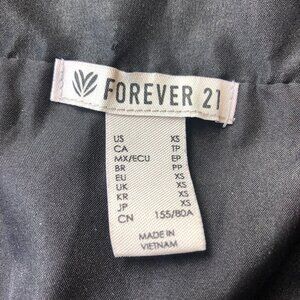 FOREVER 21
US XS
CA TP
MX/ECU EP
BR PP
EU XS
UK XS
KR XS
JP XS
CN 155/80A
MADE IN
VIETNAM